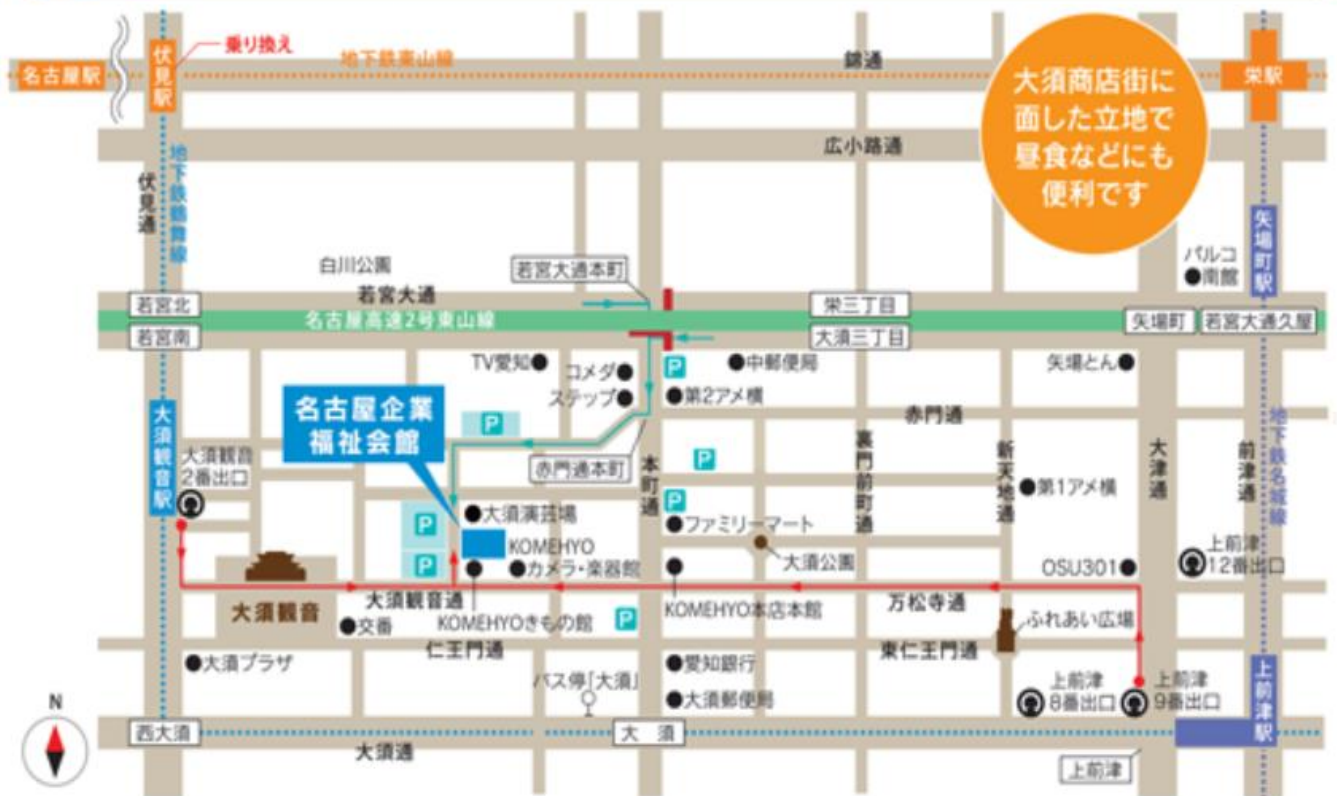 乗り換え
名古屋駅
伏見駅
地下鉄東山線
錦通
栄駅
大須商店街に
面した立地で
昼食などにも
便利です
広小路通
地下鉄鶴舞線
伏見通
矢場町駅
パルコ
南館
白川公園
若宮大通本町
若宮北
若宮大通
栄三丁目
名古屋高速2号東山線
矢場町
若宮大通久屋
若宮南
大須三丁目
TV愛知
コメダ
P
中郵便局
矢場とん
ステップ
第2アメ横
名古屋企業
福祉会館
P
赤門通
大須観音駅
大須観音
2番出口
赤門通本町
本町通
P
裏門前町通
新天地通
大津通
前津通
地下鉄名城線
第1アメ横
P
大須演芸場
P
ファミリーマート
KOMEHYO
カメラ・楽器館
P
大須公園
OSU301
上前津
12番出口
大須観音
大須観音通
KOMEHYOきもの館
P
KOMEHYO本店本館
万松寺通
ふれあい広場
交番
仁王門通
東仁王門通
大須プラザ
バス停「大須」
愛知銀行
大須郵便局
上前津
8番出口
上前津
9番出口
上前津駅
N
西大須
大須通
大 須
上前津